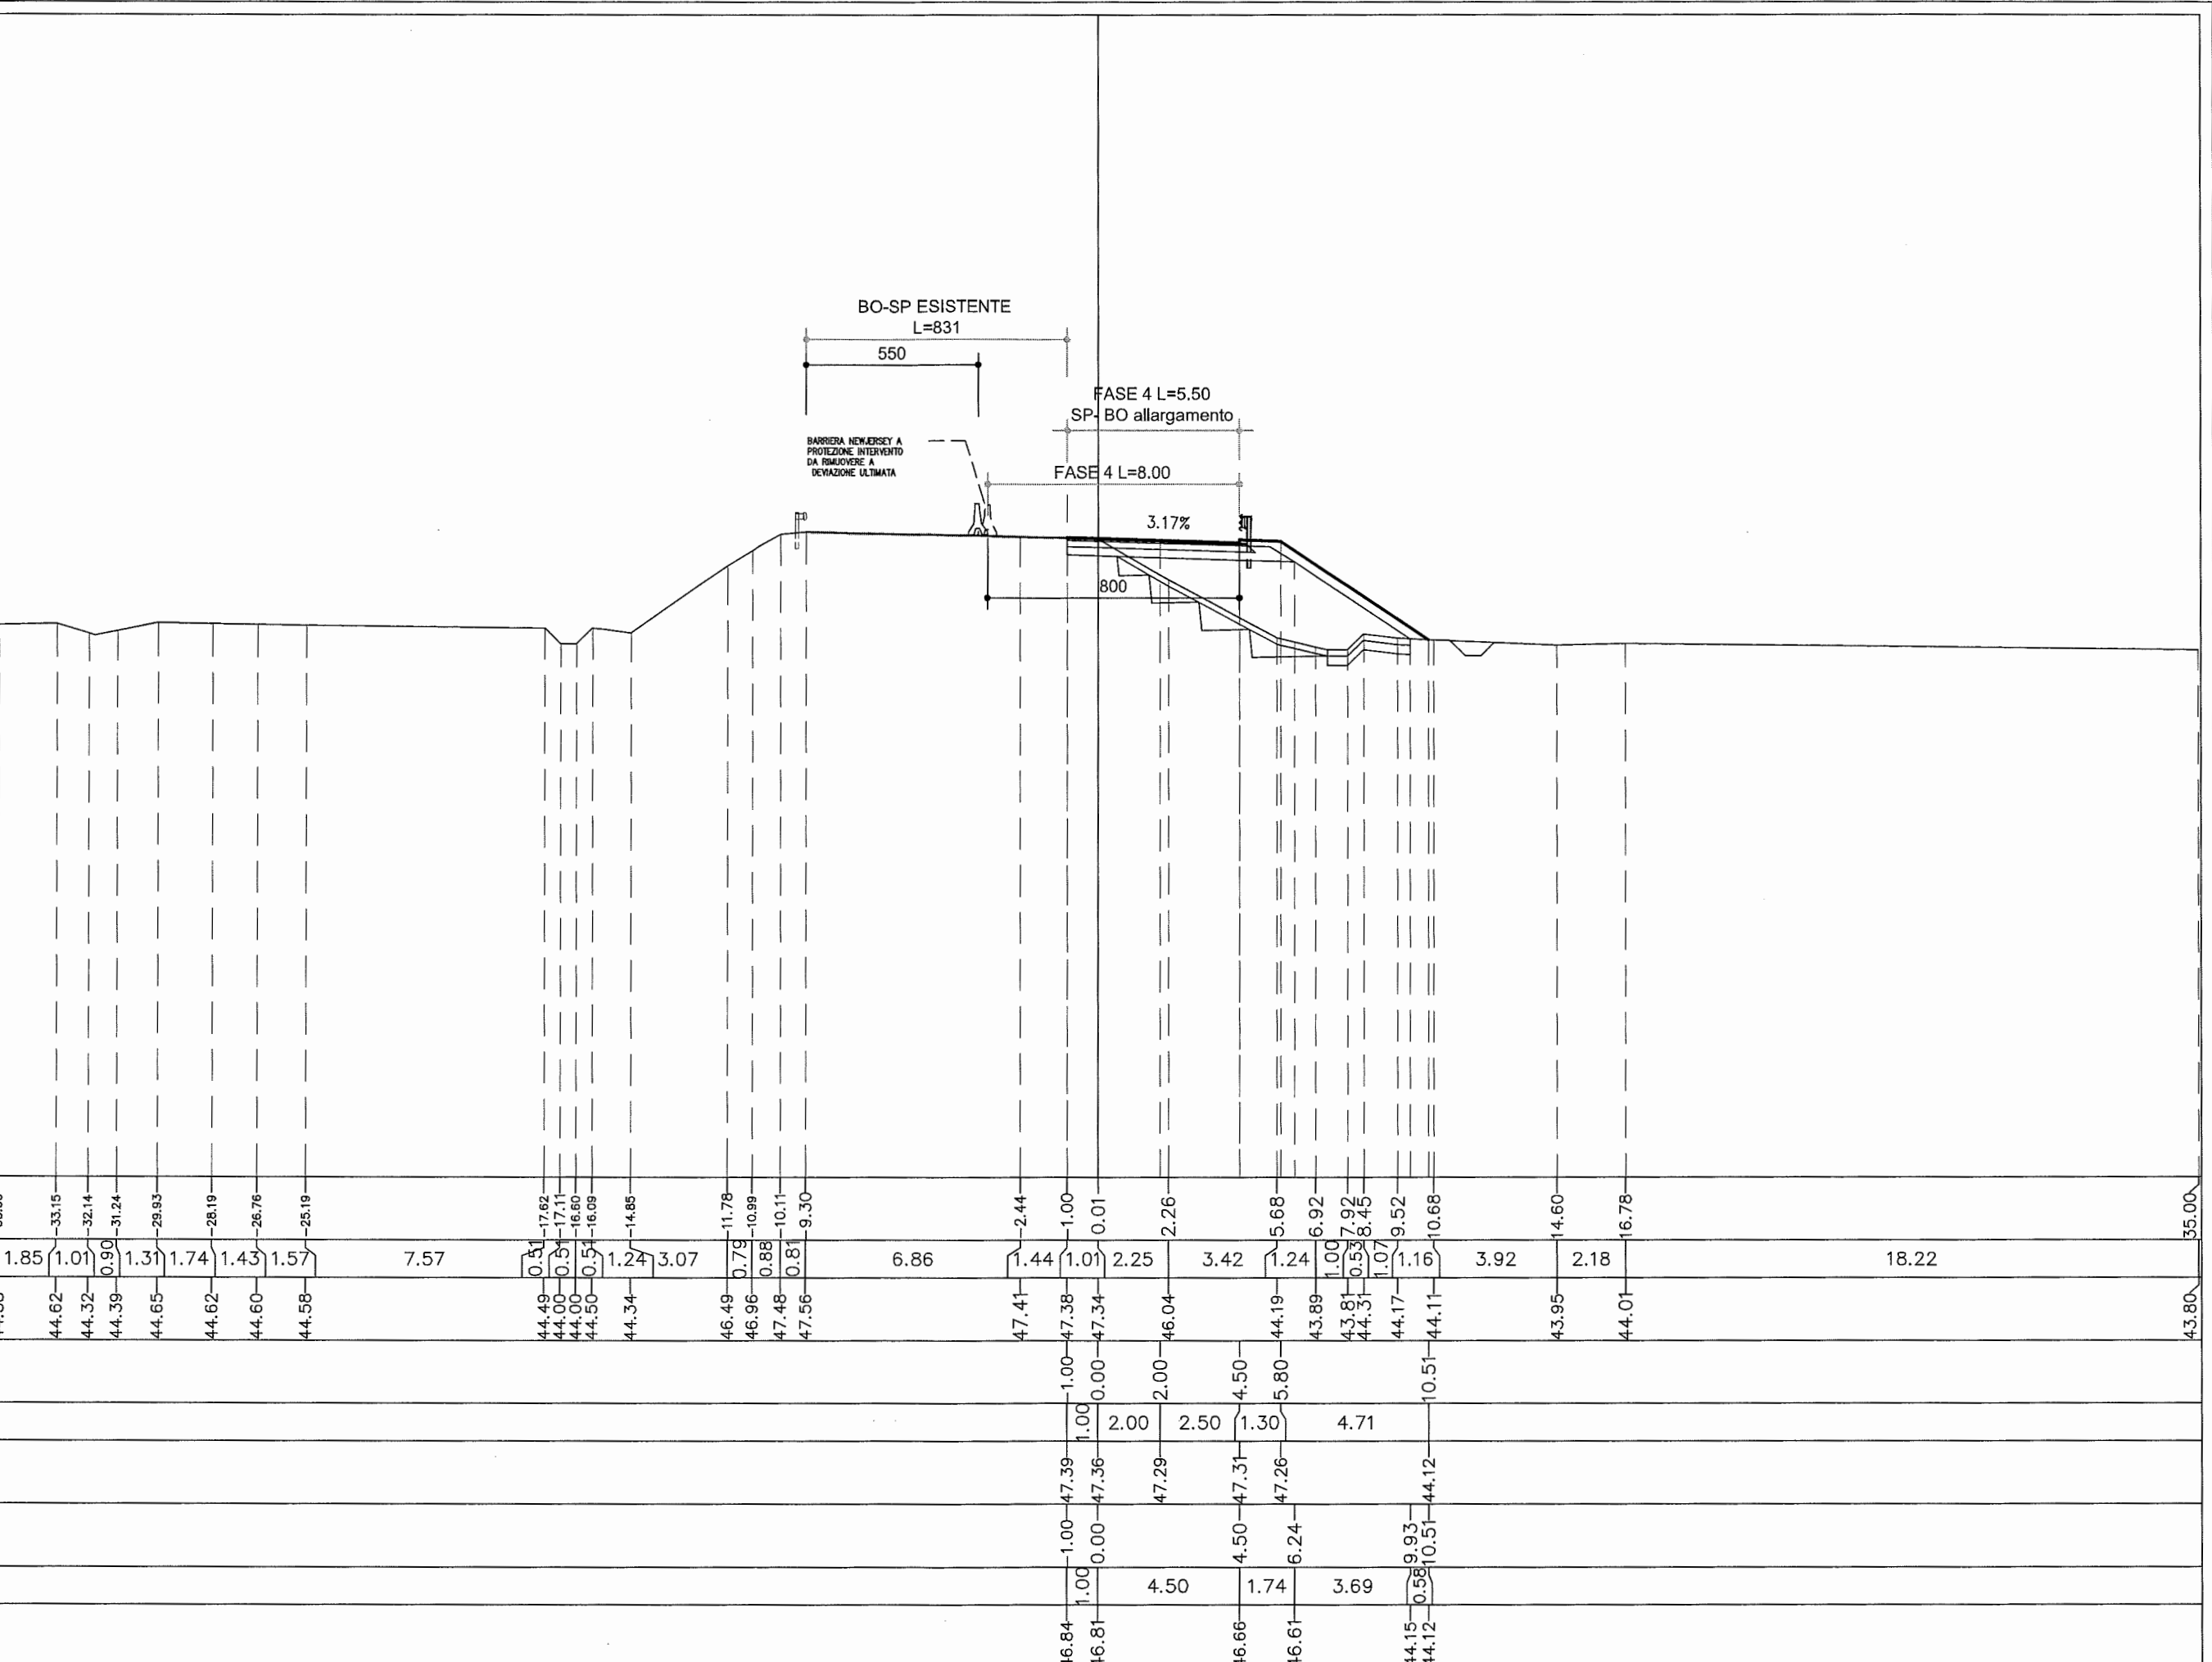 BO-SP ESISTENTE
L=831
550
FASE 4 L=5.50
SP- BO allargamento
BARRIERA NEWJERSEY A
PROTEZIONE INTERVENTO
DA RIMUOVERE A
DEVIAZIONE ULTIMATA
FASE 4 L=8.00
3.17%
800
-33.15 -32.14 -31.24 -29.93 -28.19 -26.76 -25.19 -17.62 -17.11 -16.60 -16.09 -14.85 -11.78 -10.99 -10.11 -9.30 -2.44 -1.00 0.01 2.26 5.68 6.92 7.92 8.45 9.52 10.68 14.60 16.78 35.00
1.85 1.01 0.90 1.31 1.74 1.43 1.57 7.57 0.51 0.51 0.51 1.24 3.07 0.79 0.88 0.81 6.86 1.44 1.01 2.25 3.42 1.24 1.00 0.53 1.07 1.16 3.92 2.18 18.22
44.62 44.32 44.39 44.65 44.62 44.60 44.58 44.49 44.00 44.00 44.50 44.34 46.49 46.96 47.48 47.56 47.41 47.38 47.34 46.04 44.19 43.89 43.81 44.31 44.17 44.11 43.95 44.01 43.80
-1.00 0.00 2.00 4.50 5.80 10.51
1.00 2.00 2.50 1.30 4.71
47.39 47.36 47.29 47.31 47.26 44.12
-1.00 0.00 4.50 6.24 9.93 10.51
1.00 4.50 1.74 3.69 0.58
46.84 46.81 46.66 46.61 44.15 44.12